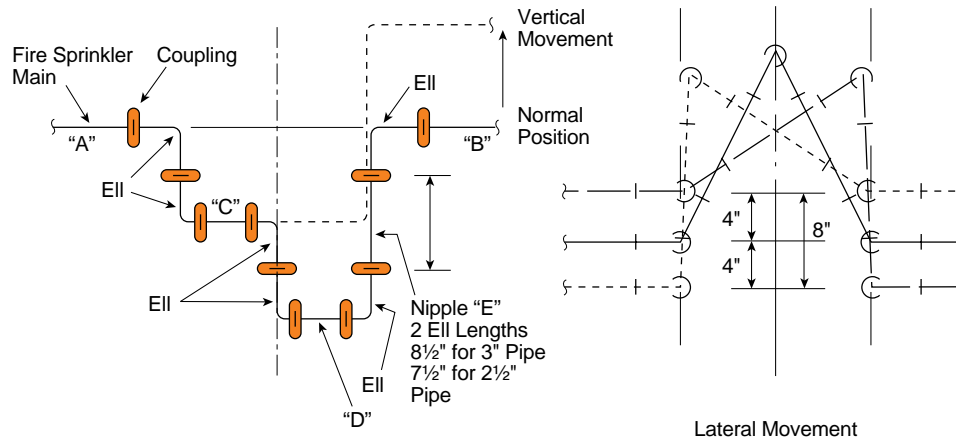 Fire Sprinkler
Main
Coupling
Vertical
Movement
Ell
"A"
"B"
Normal
Position
Ell
"C"
Ell
Nipple "E"
2 Ell Lengths
8½" for 3" Pipe
7½" for 2½"
Pipe
Ell
"D"
4"
8"
4"
Lateral Movement